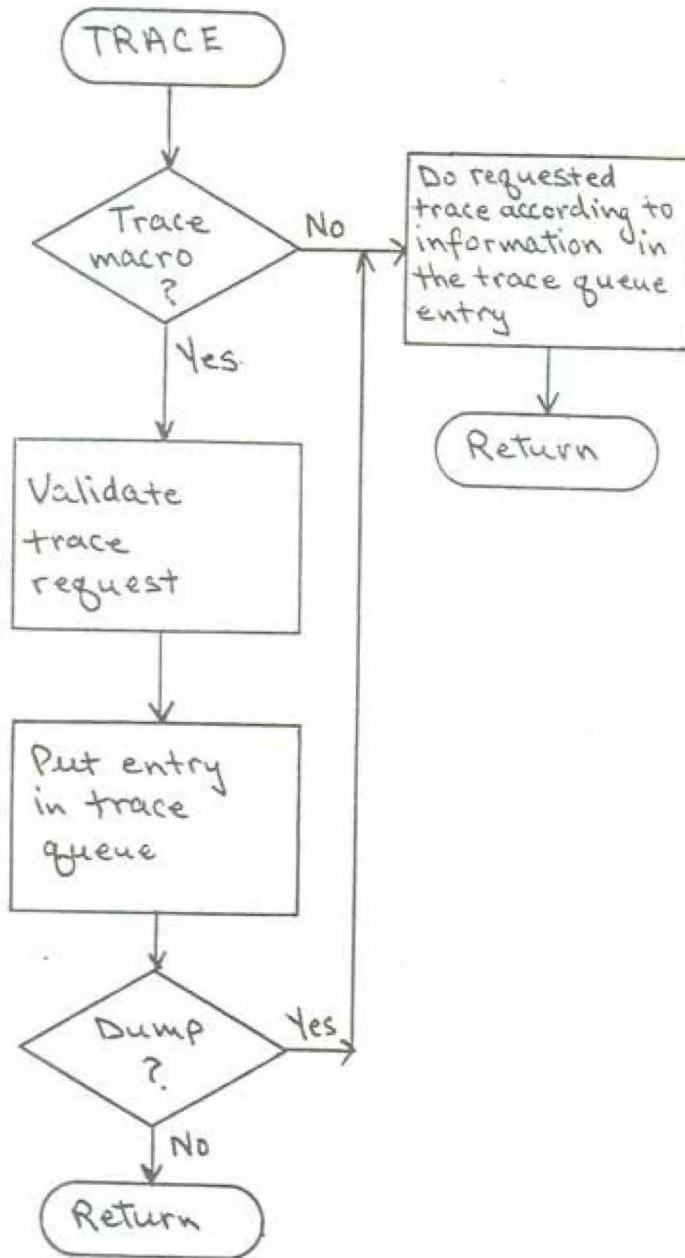 TRACE
Trace
macro
?
No
Do requested
trace according to
information in
the trace queue
entry
Return
Yes
Validate
trace
request
Put entry
in trace
queue
Dump
?
Yes
No
Return